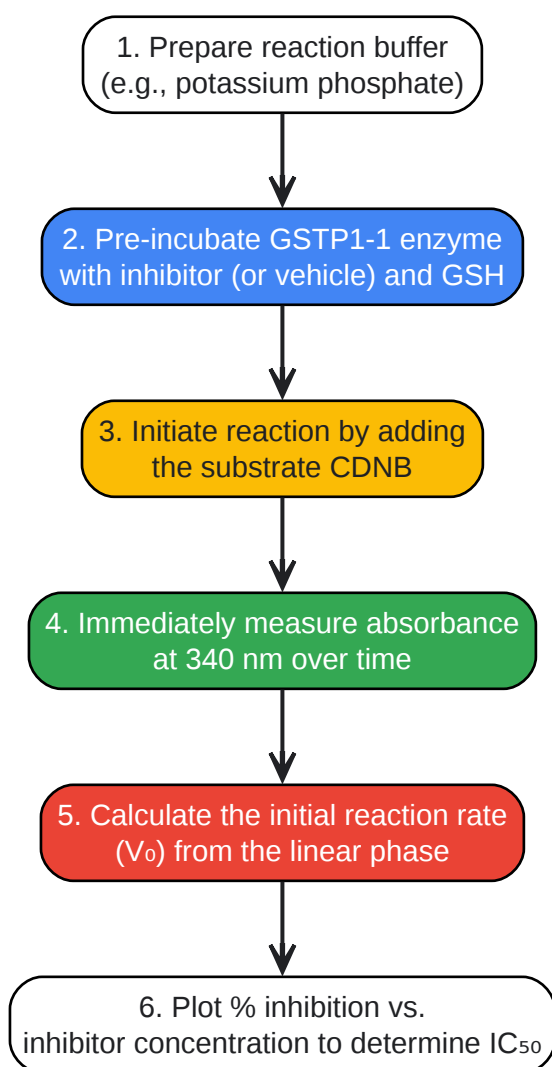 1. Prepare reaction buffer
(e.g., potassium phosphate)
2. Pre-incubate GSTP1-1 enzyme
with inhibitor (or vehicle) and GSH
3. Initiate reaction by adding
the substrate CDNB
4. Immediately measure absorbance
at 340 nm over time
5. Calculate the initial reaction rate
(V₀) from the linear phase
6. Plot % inhibition vs.
inhibitor concentration to determine IC₅₀